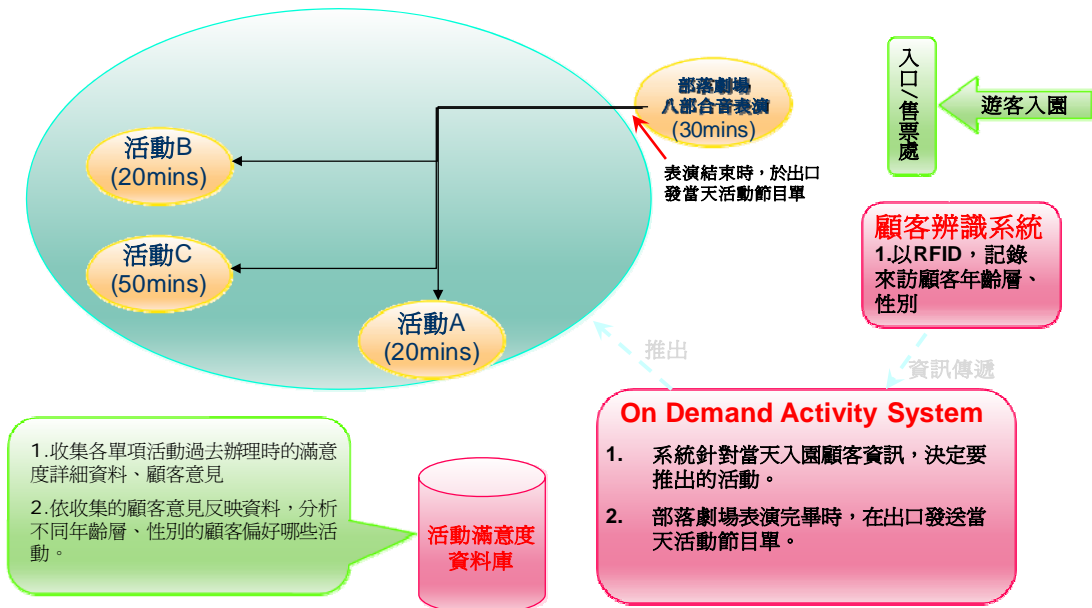 部落劇場
八部合音表演
(30mins)
入口/售票處
遊客入園
活動B
(20mins)
表演結束時，於出口
發當天活動節目單
顧客辨識系統
1.以RFID，記錄
來訪顧客年齡層、
性別
活動C
(50mins)
活動A
(20mins)
推出
資訊傳遞
On Demand Activity System
1. 系統針對當天入園顧客資訊，決定要
推出的活動。
2. 部落劇場表演完畢時，在出口發送當
天活動節目單。
1.收集各單項活動過去辦理時的滿意
度詳細資料、顧客意見
2.依收集的顧客意見反映資料，分析
不同年齡層、性別的顧客偏好哪些活
動。
活動滿意度
資料庫